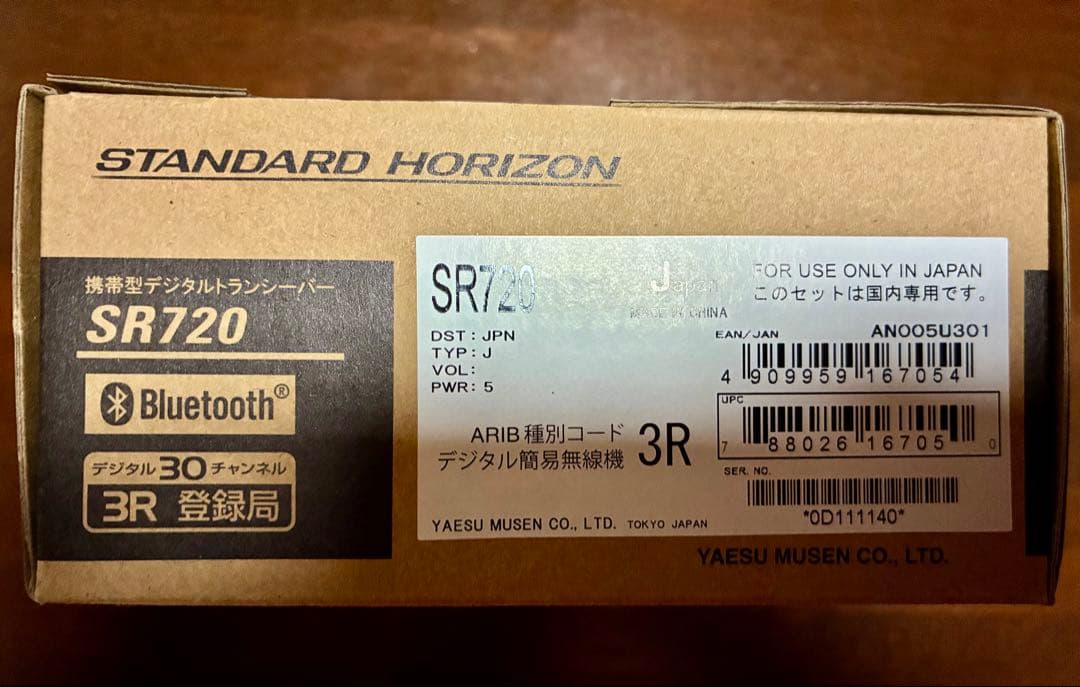 STANDARD HORIZON
携帯型デジタルトランシーバー
SR720
Bluetooth®
デジタル30チャンネル
3R 登録局
SR720
Japan
MADE IN CHINA
FOR USE ONLY IN JAPAN
このセットは国内専用です。
DST : JPN
TYP : J
VOL :
PWR : 5
EAN/JAN
AN005U301
4 909959 167054
UPC
7 88026 16705 0
ARIB 種別コード
デジタル簡易無線機 3R
SER. NO.
*0D111140*
YAESU MUSEN CO., LTD. TOKYO JAPAN
YAESU MUSEN CO., LTD.